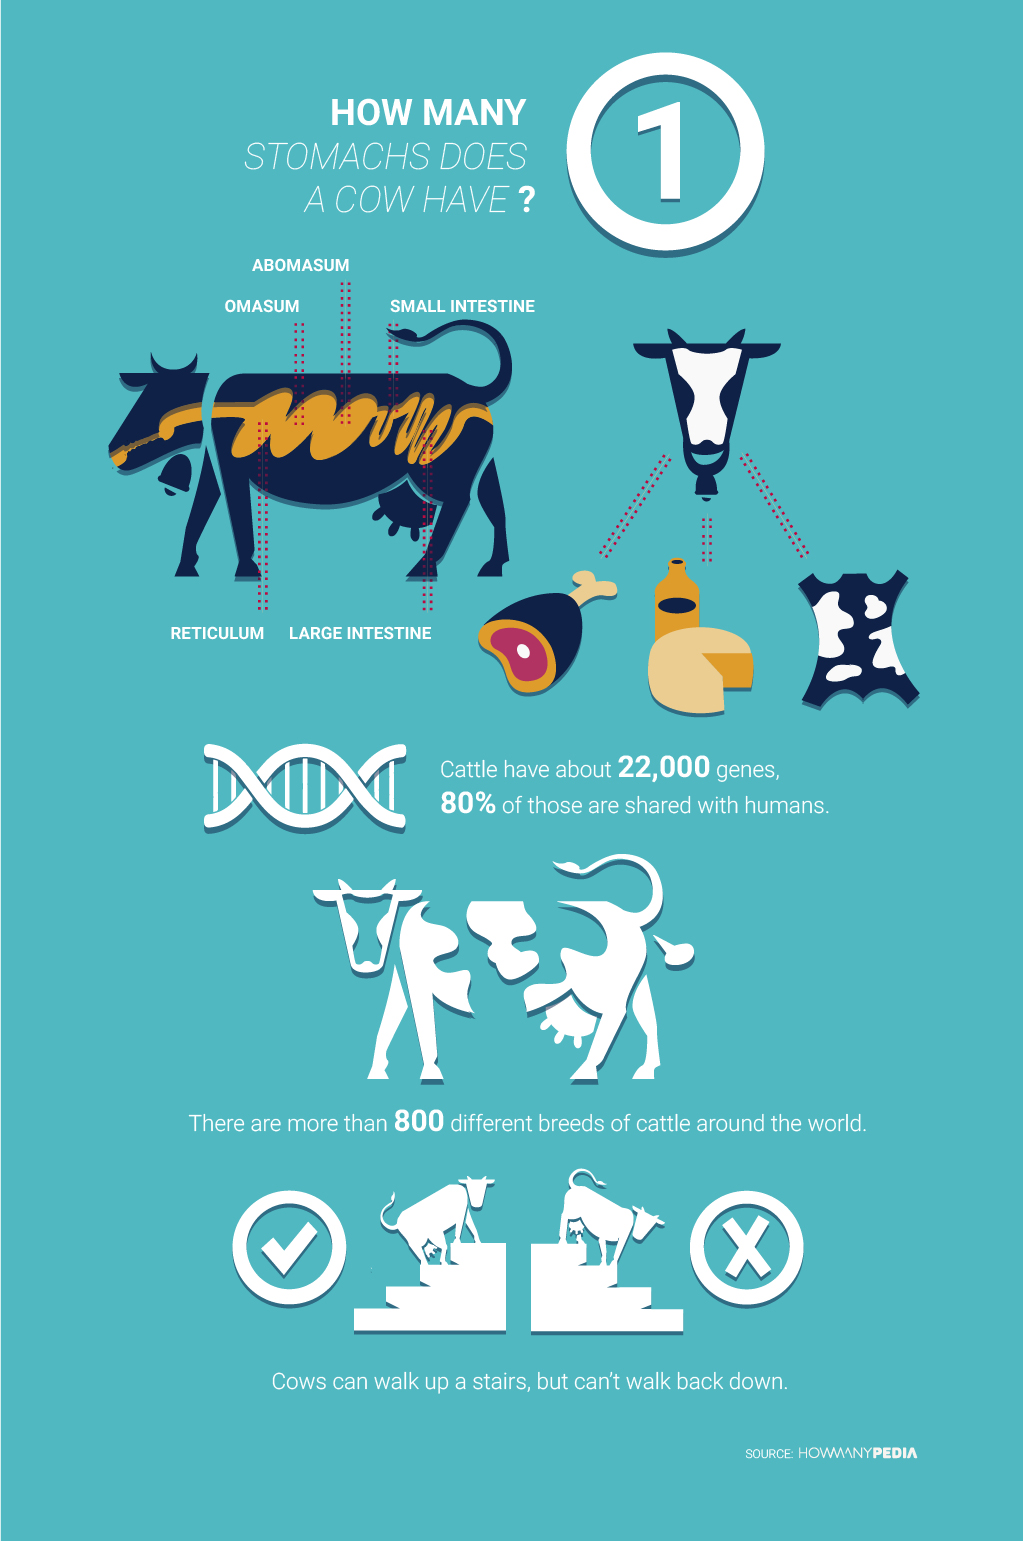 HOW MANY
STOMACHS DOES
A COW HAVE ?
1
ABOMASUM
OMASUM
SMALL INTESTINE
RETICULUM
LARGE INTESTINE
Cattle have about 22,000 genes,
80% of those are shared with humans.
There are more than 800 different breeds of cattle around the world.
Cows can walk up a stairs, but can't walk back down.
SOURCE: HOWMANYPEDIA